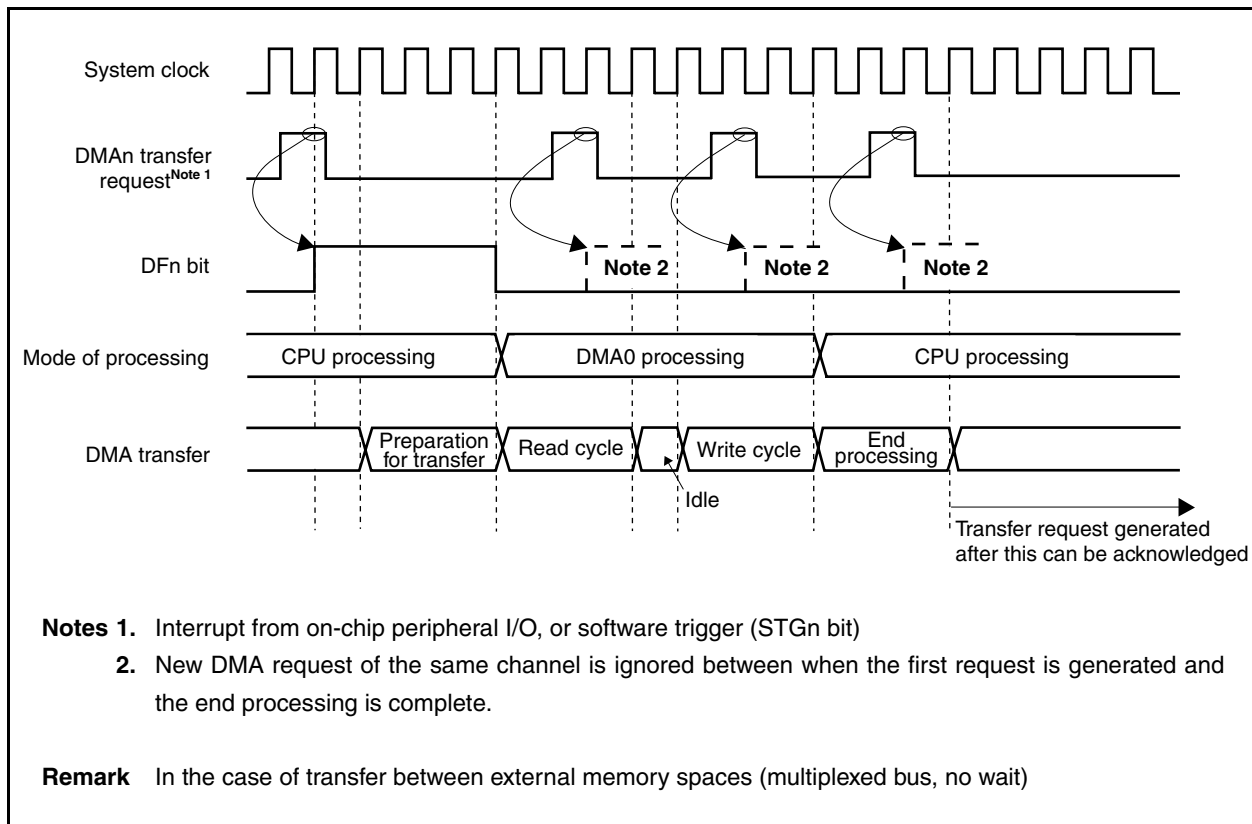 System clock
DMAn transfer
request Note 1
DFn bit
Note 2
Note 2
Note 2
Mode of processing
CPU processing
DMA0 processing
CPU processing
DMA transfer
Preparation
for transfer
Read cycle
Idle
Write cycle
End
processing
Transfer request generated
after this can be acknowledged
Notes 1. Interrupt from on-chip peripheral I/O, or software trigger (STGn bit)
2. New DMA request of the same channel is ignored between when the first request is generated and
the end processing is complete.
Remark In the case of transfer between external memory spaces (multiplexed bus, no wait)